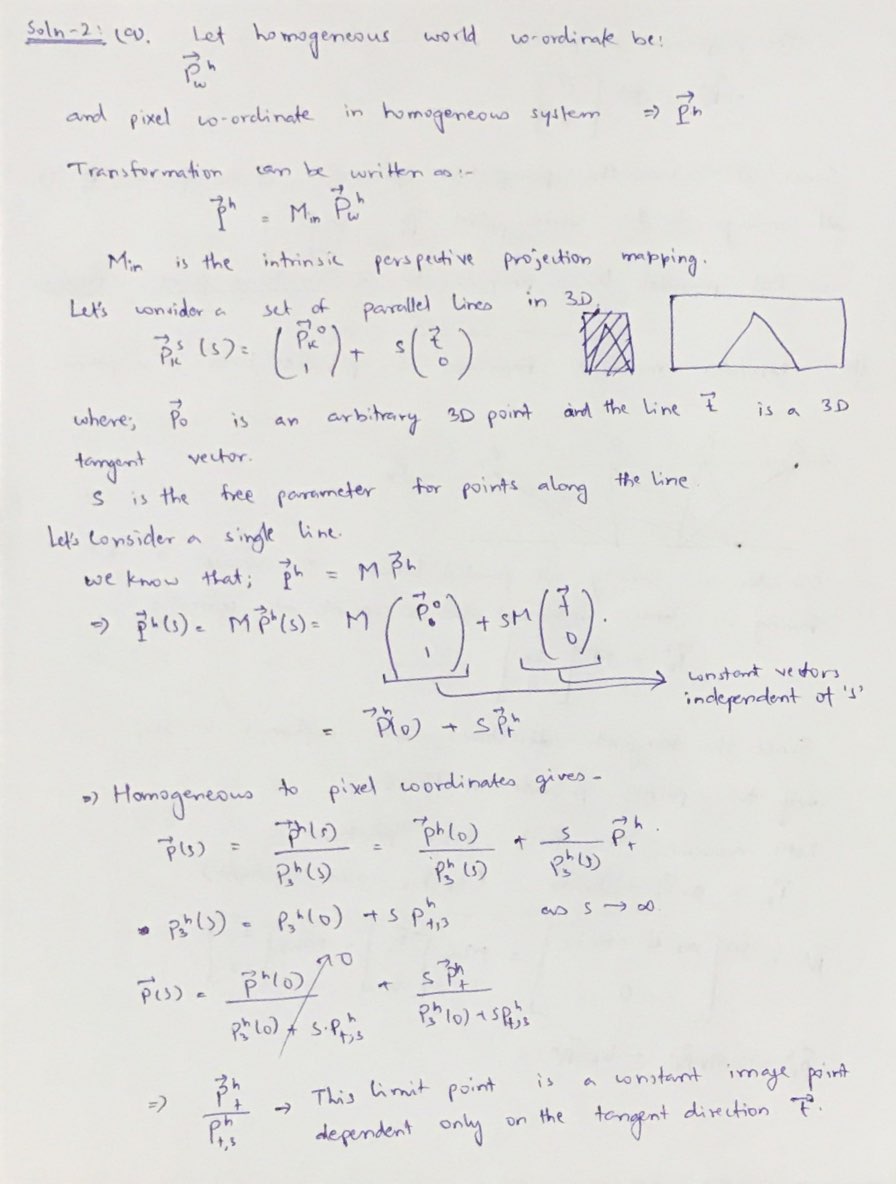 Soln-2: (a). Let homogeneous world co-ordinate be:
$\vec{P}_w^h$
and pixel co-ordinate in homogeneous system ⇒ $\vec{p}^h$
Transformation can be written as:-
$\vec{p}^h = M_{in} \vec{P}_w^h$
$M_{in}$ is the intrinsic perspective projection mapping.
Let's consider a set of parallel lines in 3D.
$\vec{P}_k^s(s) = \begin{pmatrix} \vec{P}_k^0 \\ 1 \end{pmatrix} + s \begin{pmatrix} \vec{t} \\ 0 \end{pmatrix}$
where; $\vec{P}_0$ is an arbitrary 3D point and the line $\vec{t}$ is a 3D
tangent vector.
S is the free parameter for points along the line.
Let's consider a single line.
we know that; $\vec{p}^h = M \vec{P}^h$
⇒ $\vec{p}^h(s) = M\vec{P}^h(s) = M \begin{pmatrix} \vec{P}_0^0 \\ 1 \end{pmatrix} + sM \begin{pmatrix} \vec{t} \\ 0 \end{pmatrix}.$
constant vectors
independent of 's'
$= \vec{p}^h(0) + s\vec{p}_t^h$
⇒ Homogeneous to pixel coordinates gives -
$\vec{p}(s) = \frac{\vec{p}^h(s)}{p_3^h(s)} = \frac{\vec{p}^h(0)}{p_3^h(s)} + \frac{s}{p_3^h(s)} \vec{p}_t^h.$
• $p_3^h(s) = p_3^h(0) + s\,p_{t,3}^h$ as s → ∞
$\vec{p}(s) = \frac{\vec{p}^h(0)}{p_3^h(0) + s.p_{t,3}^h}$ ↗0 $+ \frac{s\,\vec{p}_t^h}{p_3^h(0) + s p_{t,3}^h}$
⇒ $\frac{\vec{p}_t^h}{p_{t,3}^h}$ → This limit point is a constant image point
dependent only on the tangent direction $\vec{t}$.